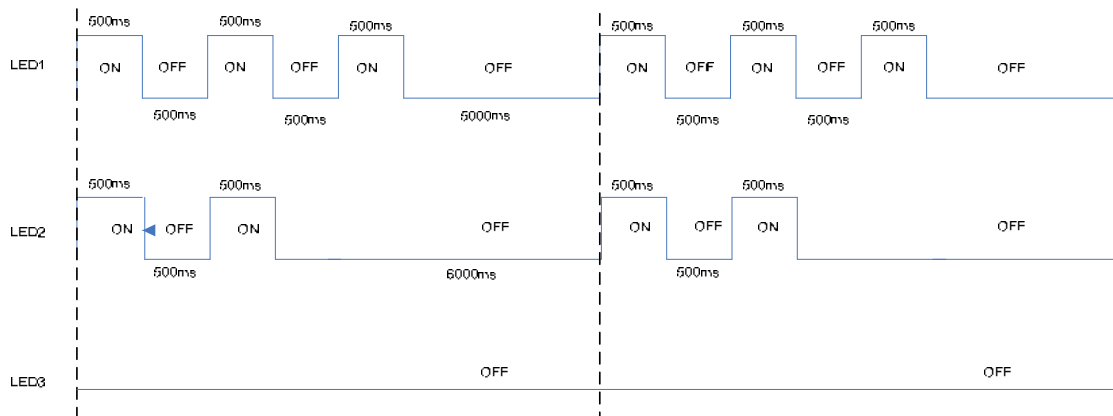 500ms 500ms 500ms 500ms 500ms 500ms
LED1 ON OFF ON OFF ON OFF ON OFF ON OFF ON OFF
500ms 500ms 5000ms 500ms 500ms
500ms 500ms 500ms 500ms
LED2 ON OFF ON OFF ON OFF ON OFF
500ms 6000ms 500ms
OFF OFF
LED3